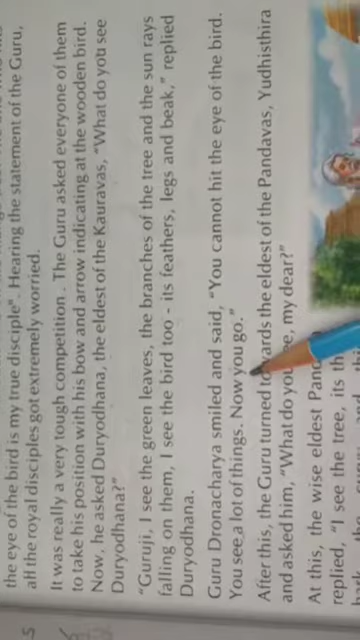 the eye of the bird is my true disciple". Hearing the statement of the Guru,
all the royal disciples got extremely worried.
It was really a very tough competition. The Guru asked everyone of them
to take his position with his bow and arrow indicating at the wooden bird.
Now, he asked Duryodhana, the eldest of the Kauravas, "What do you see
Duryodhana?"
"Guruji, I see the green leaves, the branches of the tree and the sun rays
falling on them, I see the bird too - its feathers, legs and beak," replied
Duryodhana.
Guru Dronacharya smiled and said, "You cannot hit the eye of the bird.
You see a lot of things. Now you go."
After this, the Guru turned towards the eldest of the Pandavas, Yudhisthira
and asked him, "What do you see, my dear?"
At this, the wise eldest
replied, "I see the tree, its